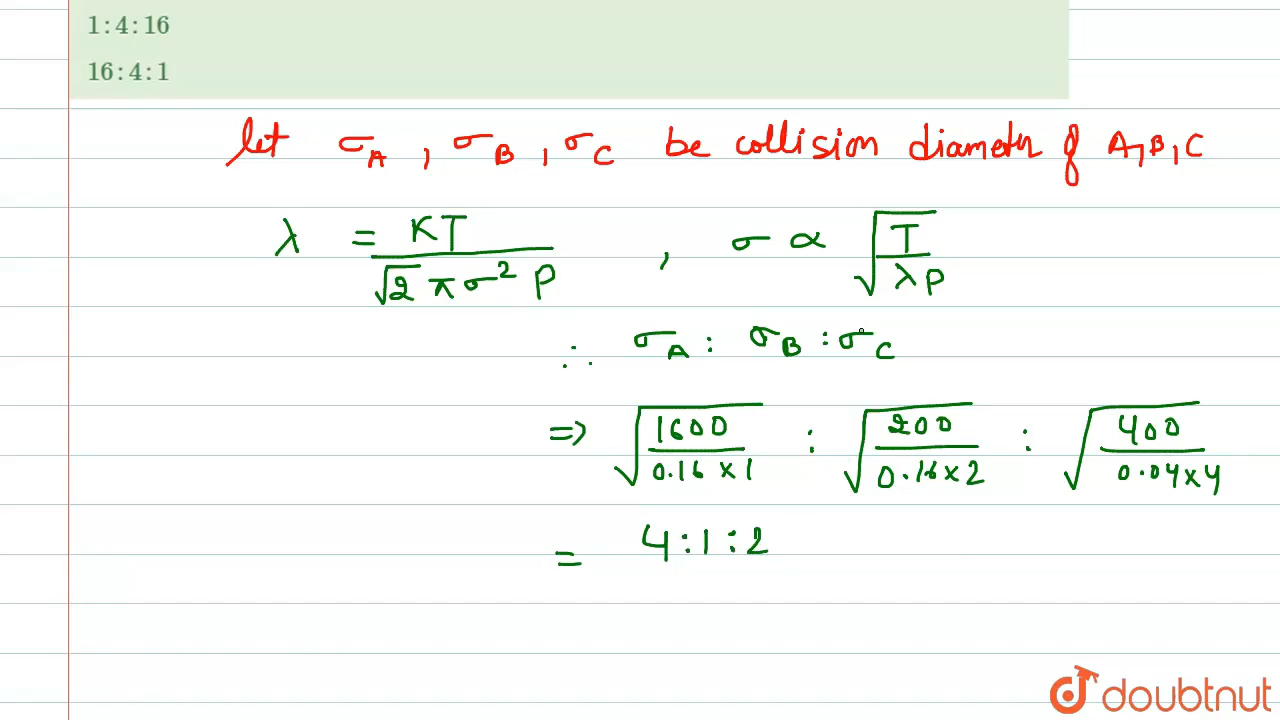 1 : 4 : 16
16 : 4 : 1
let σA , σB , σC be collision diameter of A, B, C
λ = KT / √2 π σ² P , σ ∝ √(T / λP)
∴ σA : σB : σC
⇒ √(1600 / 0.16 × 1) : √(200 / 0.16 × 2) : √(400 / 0.04 × 4)
= 4 : 1 : 2
doubtnut